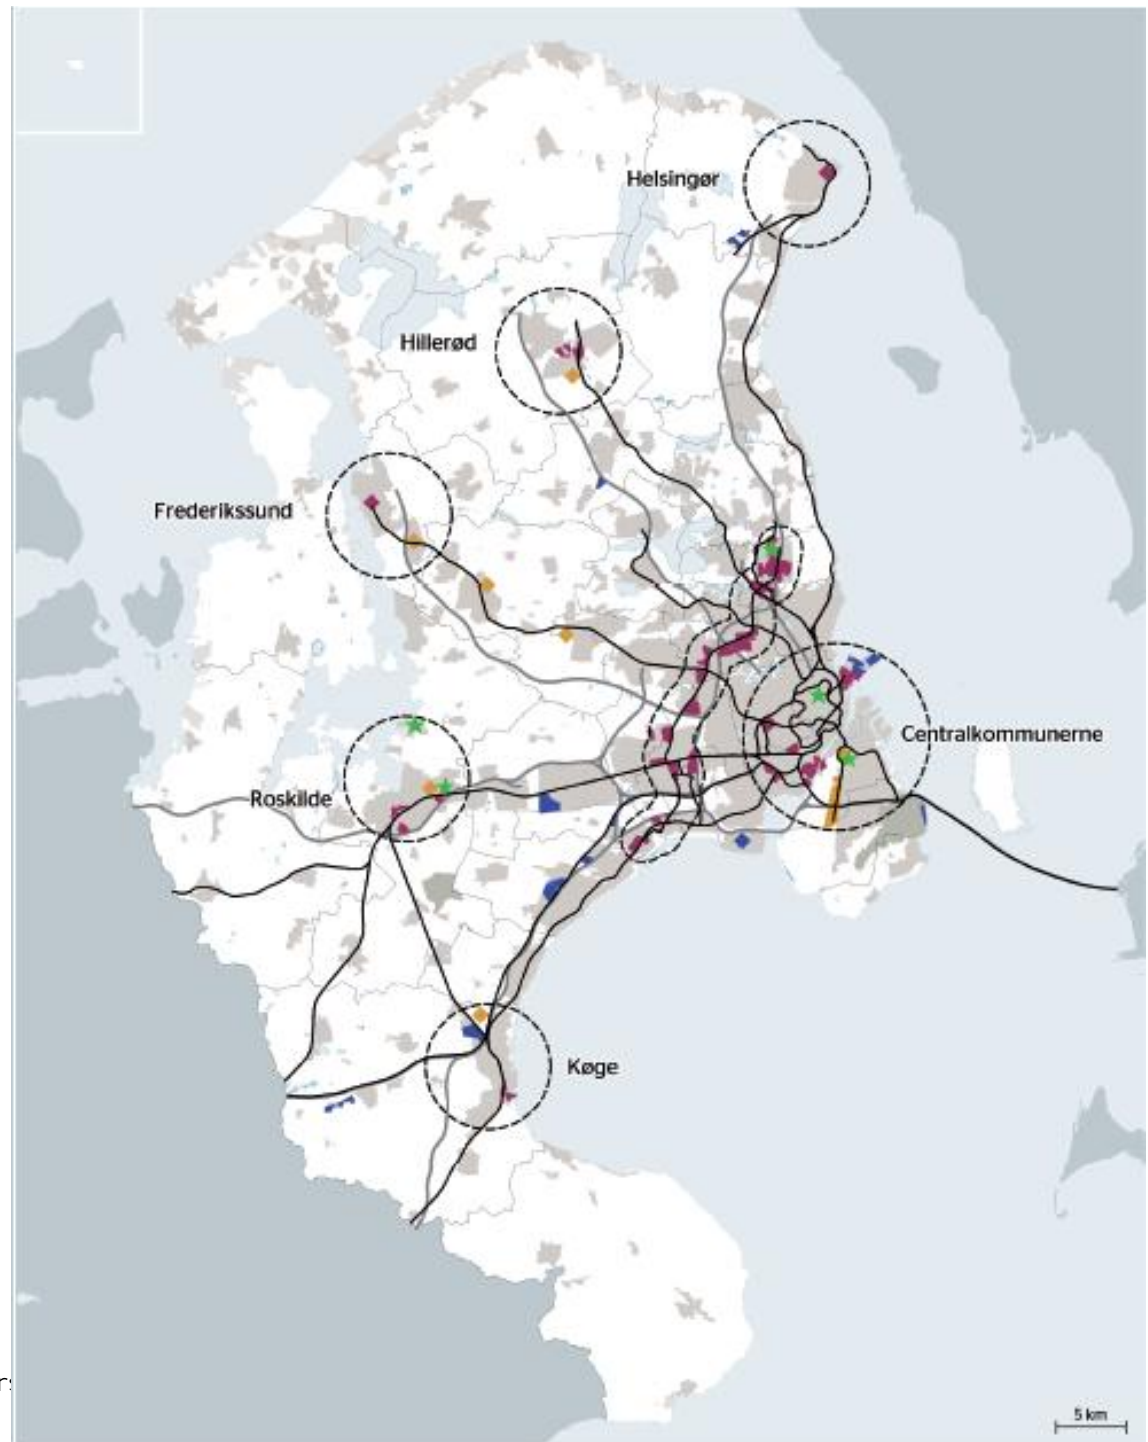 Helsingør
Hillerød
Frederikssund
Centralkommunerne
Roskilde
Køge
5 km